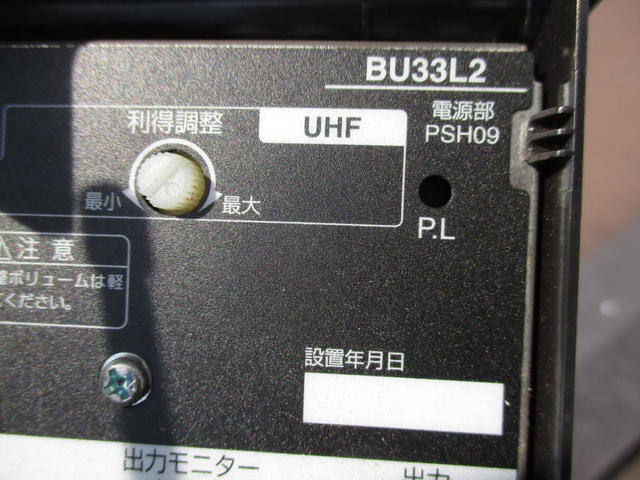 BU33L2
利得調整
UHF
電源部
PSH09
最小
最大
P.L
注意
ボリュームは軽
ください。
設置年月日
出力モニター
出力